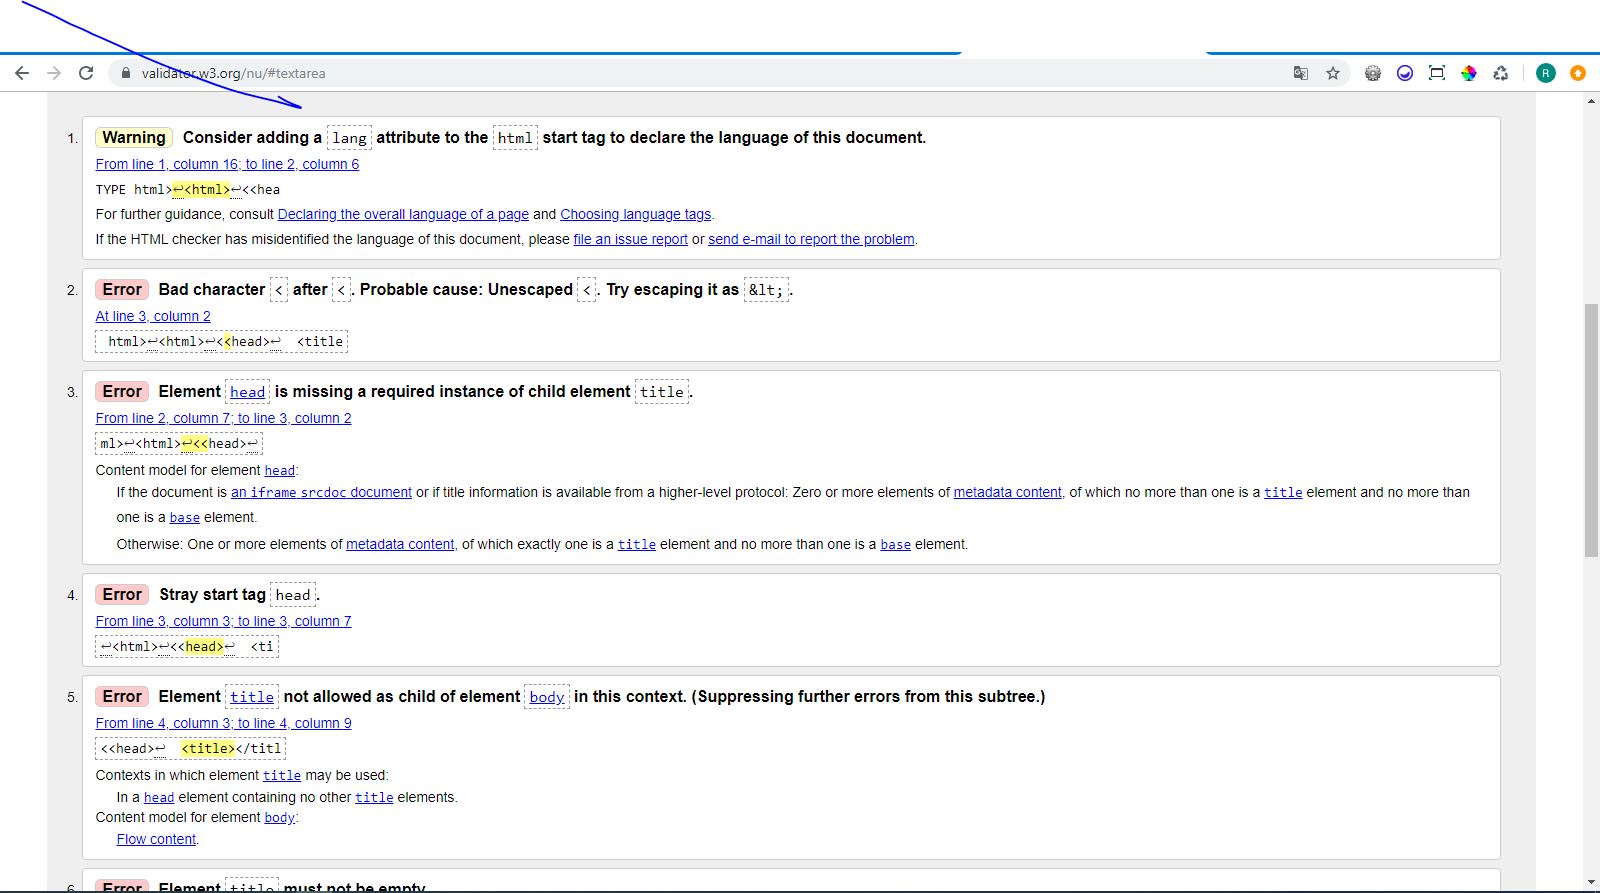 validator.w3.org/nu/#textarea
R
1. Warning Consider adding a lang attribute to the html start tag to declare the language of this document.
From line 1, column 16; to line 2, column 6
TYPE html>↩<html>↩<<hea
For further guidance, consult Declaring the overall language of a page and Choosing language tags.
If the HTML checker has misidentified the language of this document, please file an issue report or send e-mail to report the problem.
2. Error Bad character < after <. Probable cause: Unescaped <. Try escaping it as &lt;.
At line 3, column 2
html>↩<html>↩<<head>↩  <title
3. Error Element head is missing a required instance of child element title.
From line 2, column 7; to line 3, column 2
ml>↩<html>↩<<head>↩
Content model for element head:
If the document is an iframe srcdoc document or if title information is available from a higher-level protocol: Zero or more elements of metadata content, of which no more than one is a title element and no more than
one is a base element.
Otherwise: One or more elements of metadata content, of which exactly one is a title element and no more than one is a base element.
4. Error Stray start tag head.
From line 3, column 3; to line 3, column 7
↩<html>↩<<head>↩  <ti
5. Error Element title not allowed as child of element body in this context. (Suppressing further errors from this subtree.)
From line 4, column 3; to line 4, column 9
<<head>↩  <title></titl
Contexts in which element title may be used:
In a head element containing no other title elements.
Content model for element body:
Flow content.
6. Error Element title must not be empty.